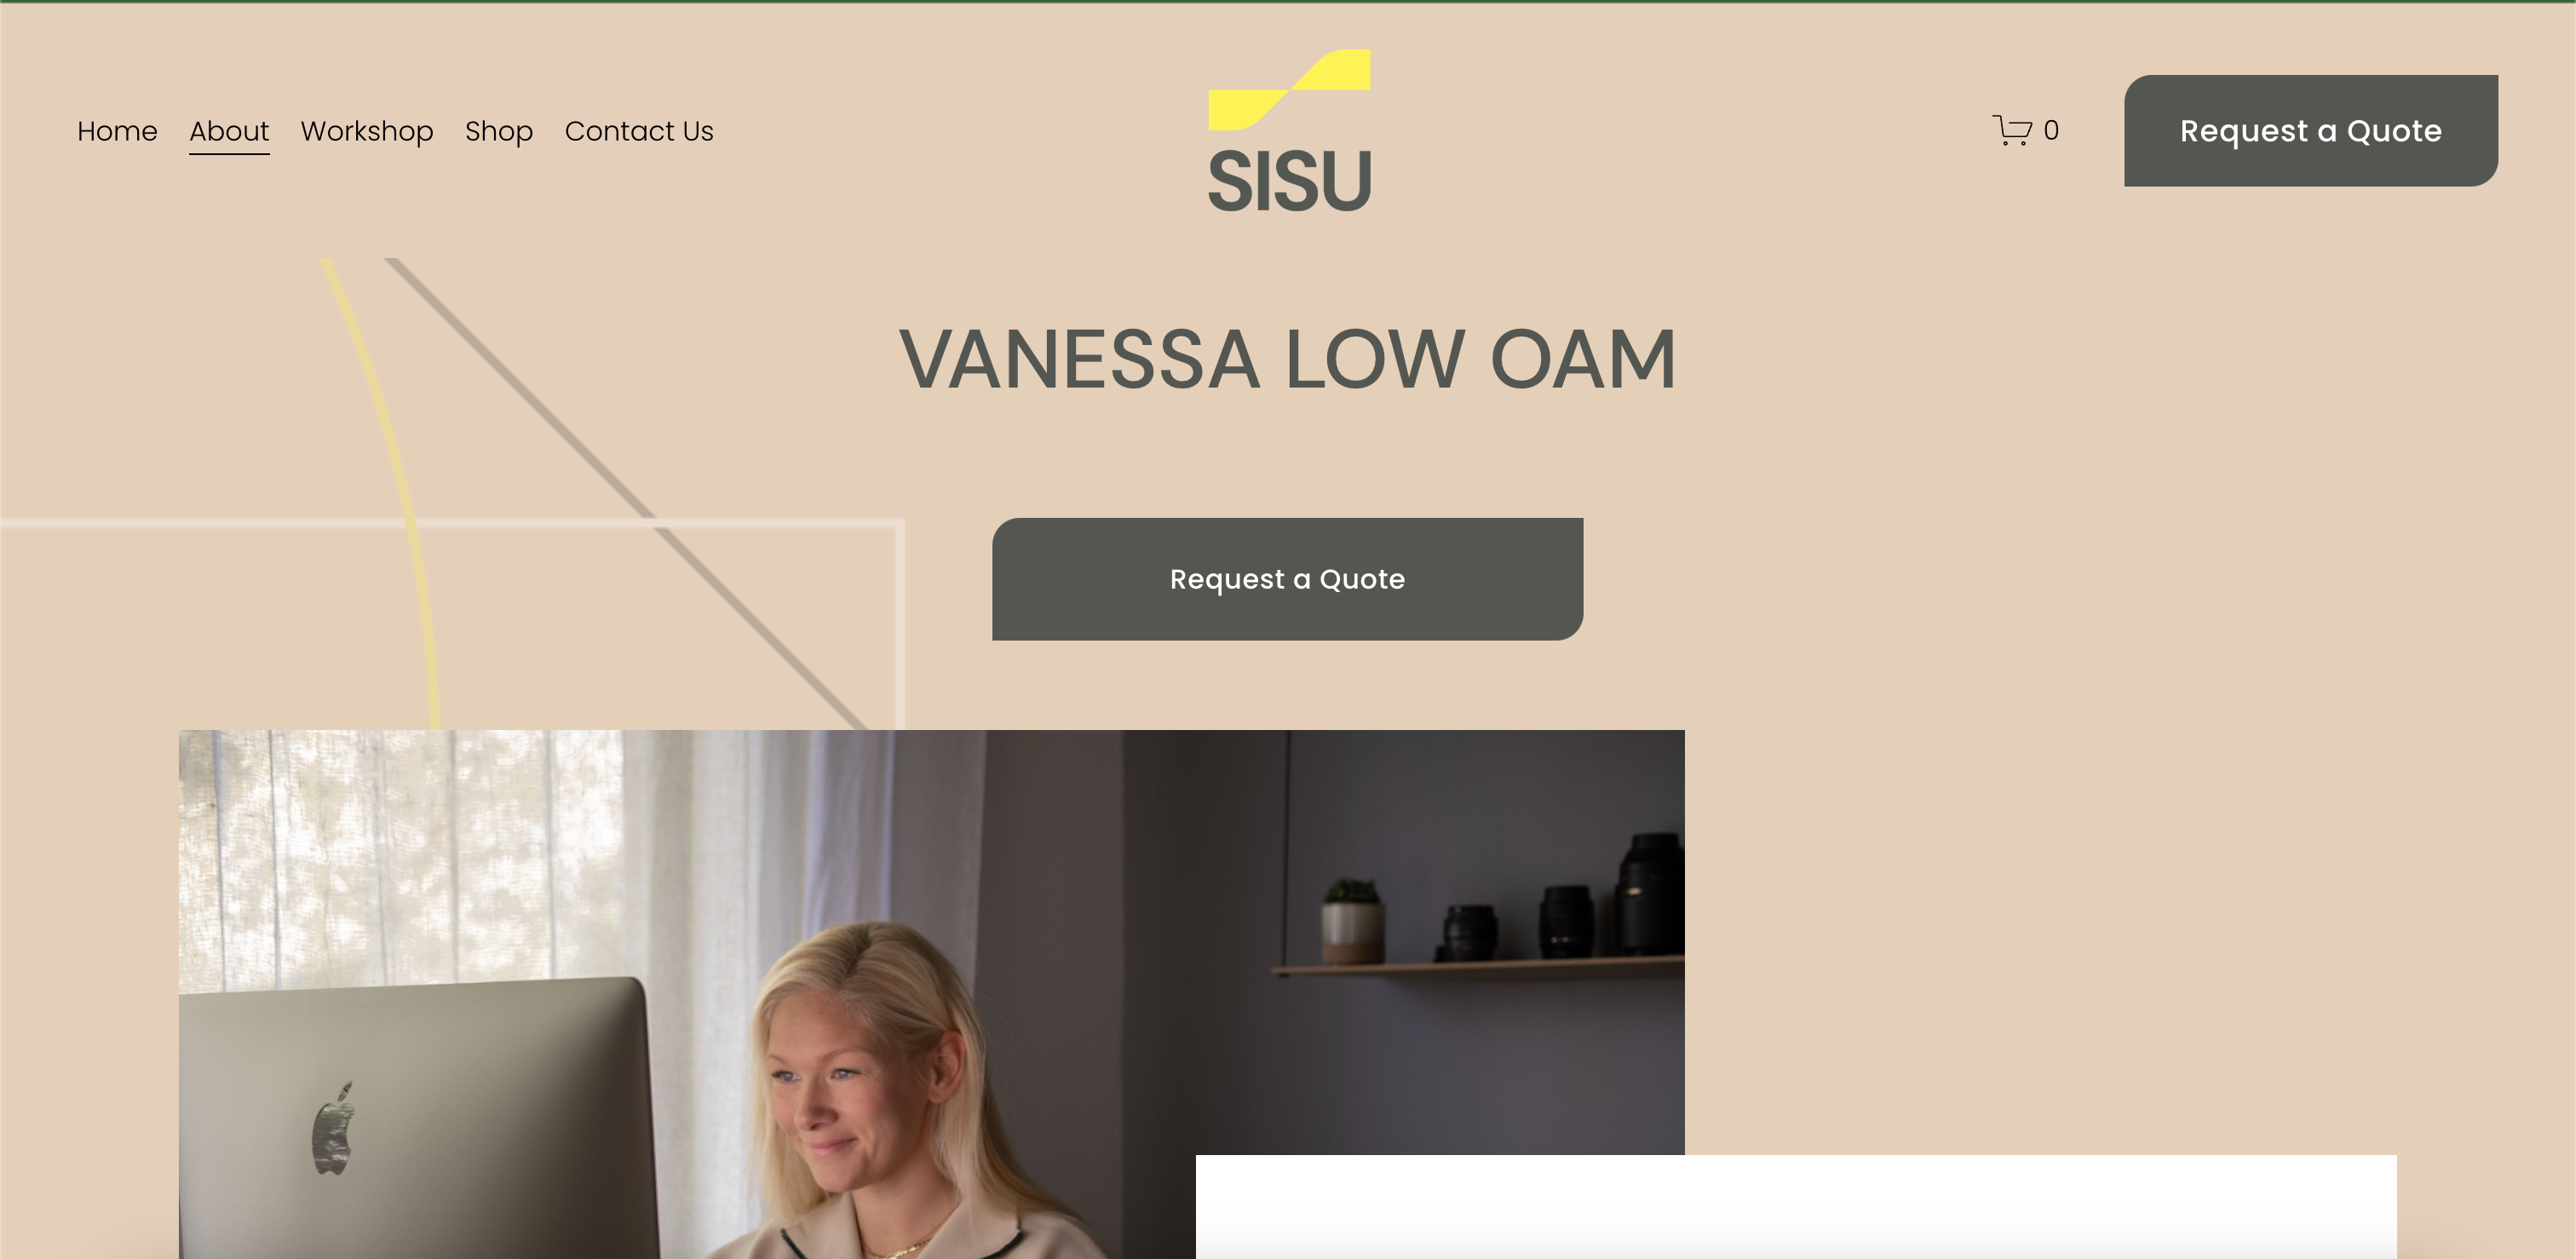 Home About Workshop Shop Contact Us
SISU
0
Request a Quote
VANESSA LOW OAM
Request a Quote